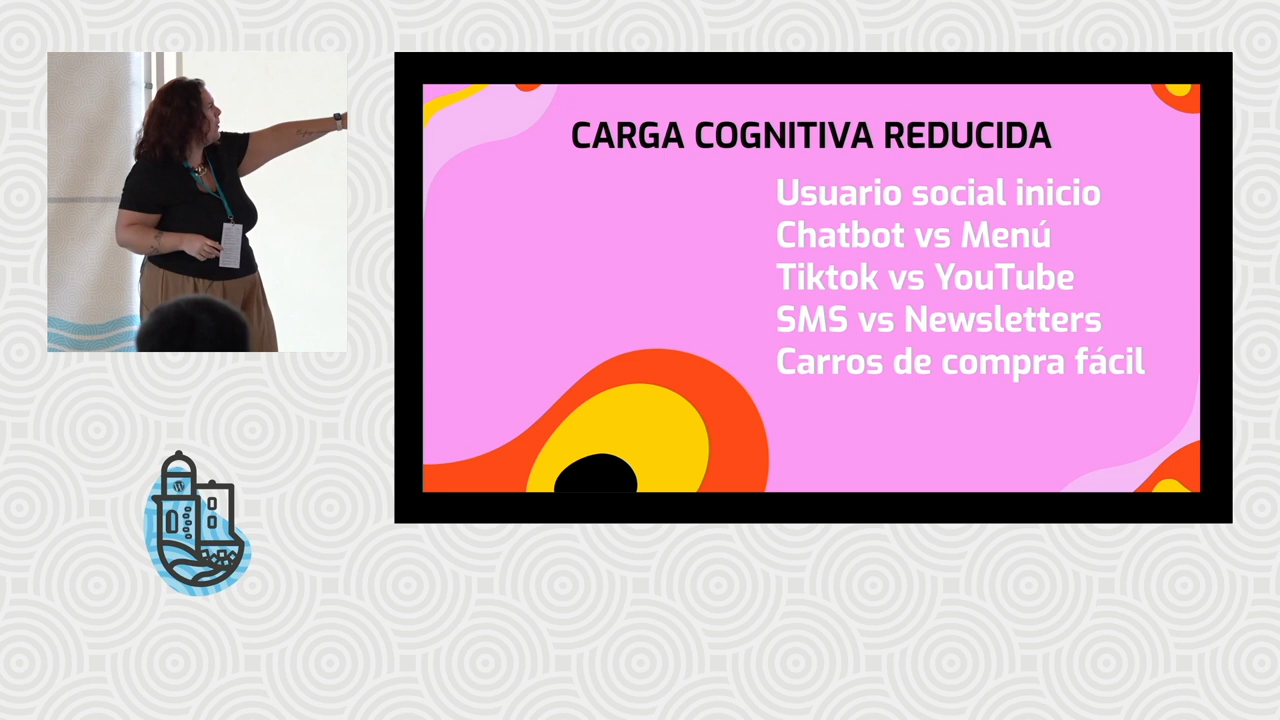 CARGA COGNITIVA REDUCIDA
Usuario social inicio
Chatbot vs Menú
Tiktok vs YouTube
SMS vs Newsletters
Carros de compra fácil